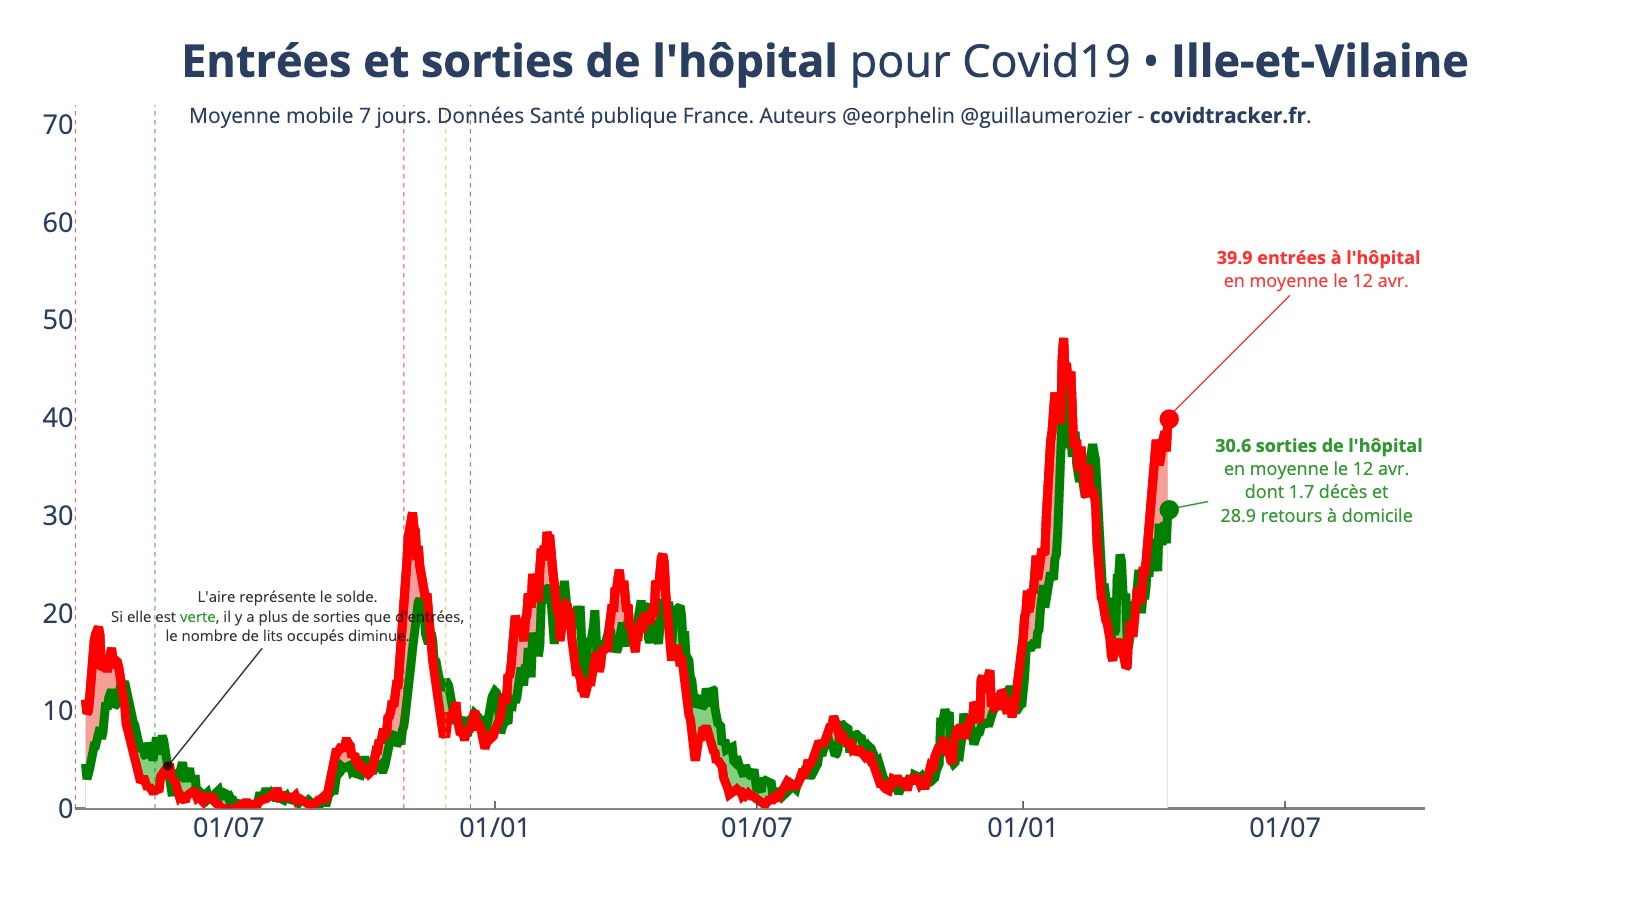 Entrées et sorties de l'hôpital pour Covid19 • Ille-et-Vilaine
Moyenne mobile 7 jours. Données Santé publique France. Auteurs @eorphelin @guillaumerozier - covidtracker.fr.
70
60
50
40
30
20
10
0
39.9 entrées à l'hôpital
en moyenne le 12 avr.
30.6 sorties de l'hôpital
en moyenne le 12 avr.
dont 1.7 décès et
28.9 retours à domicile
L'aire représente le solde.
Si elle est verte, il y a plus de sorties que d'entrées,
le nombre de lits occupés diminue.
01/07
01/01
01/07
01/01
01/07